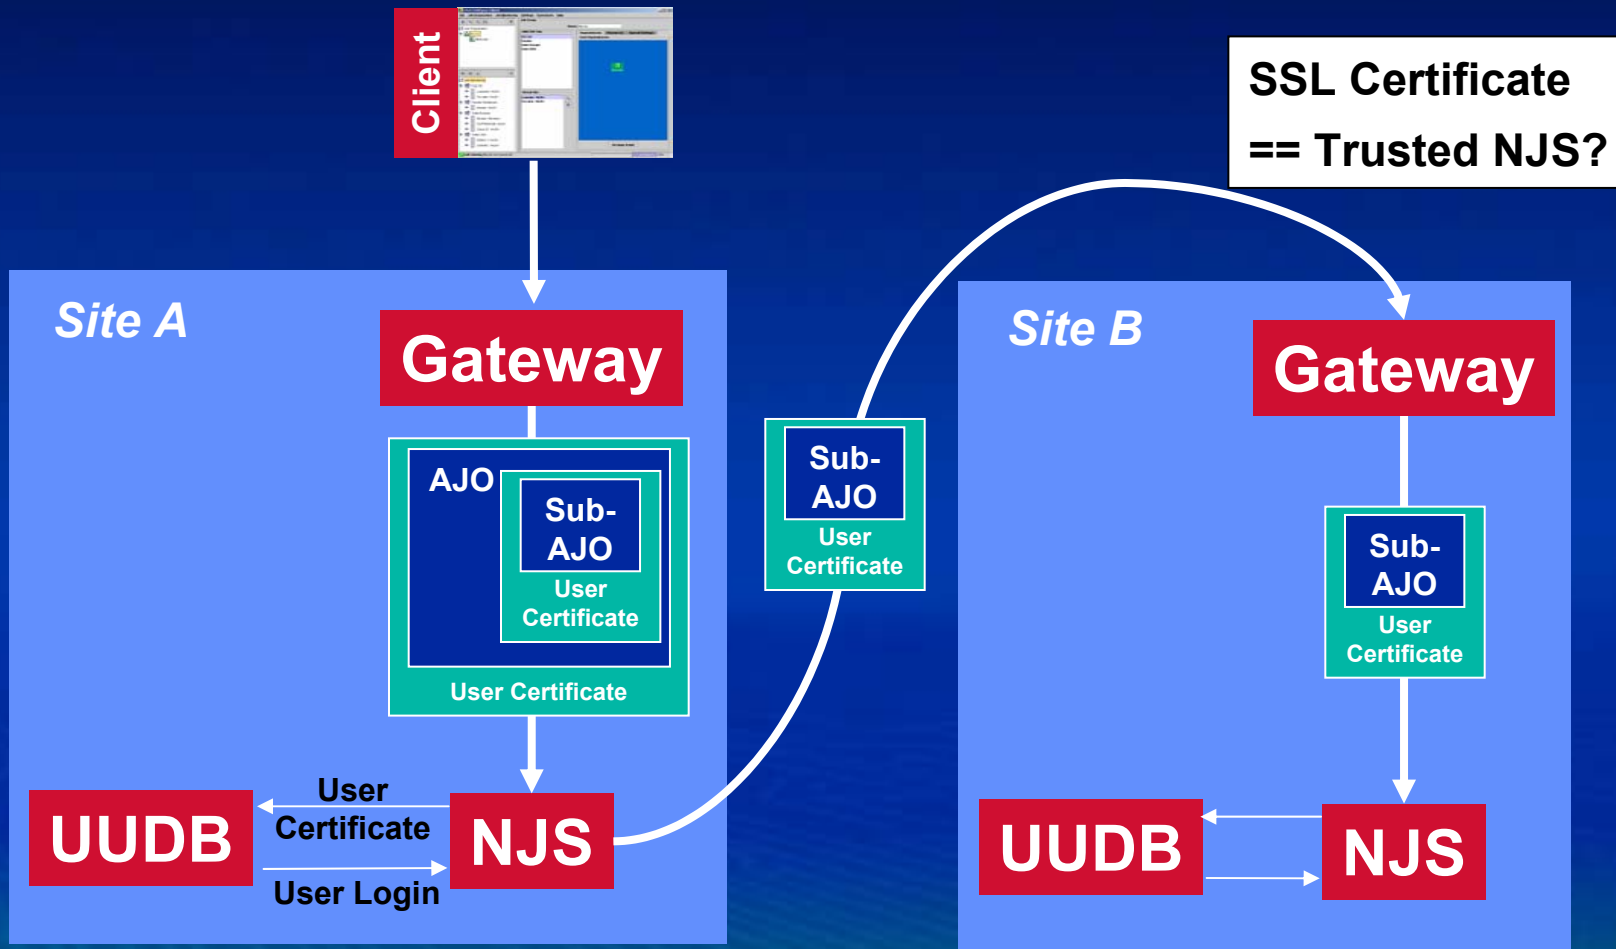 Client
SSL Certificate
== Trusted NJS?
Site A
Gateway
AJO
Sub-
AJO
User
Certificate
User Certificate
User
Certificate
User Login
UUDB
NJS
Sub-
AJO
User
Certificate
Site B
Gateway
Sub-
AJO
User
Certificate
UUDB
NJS